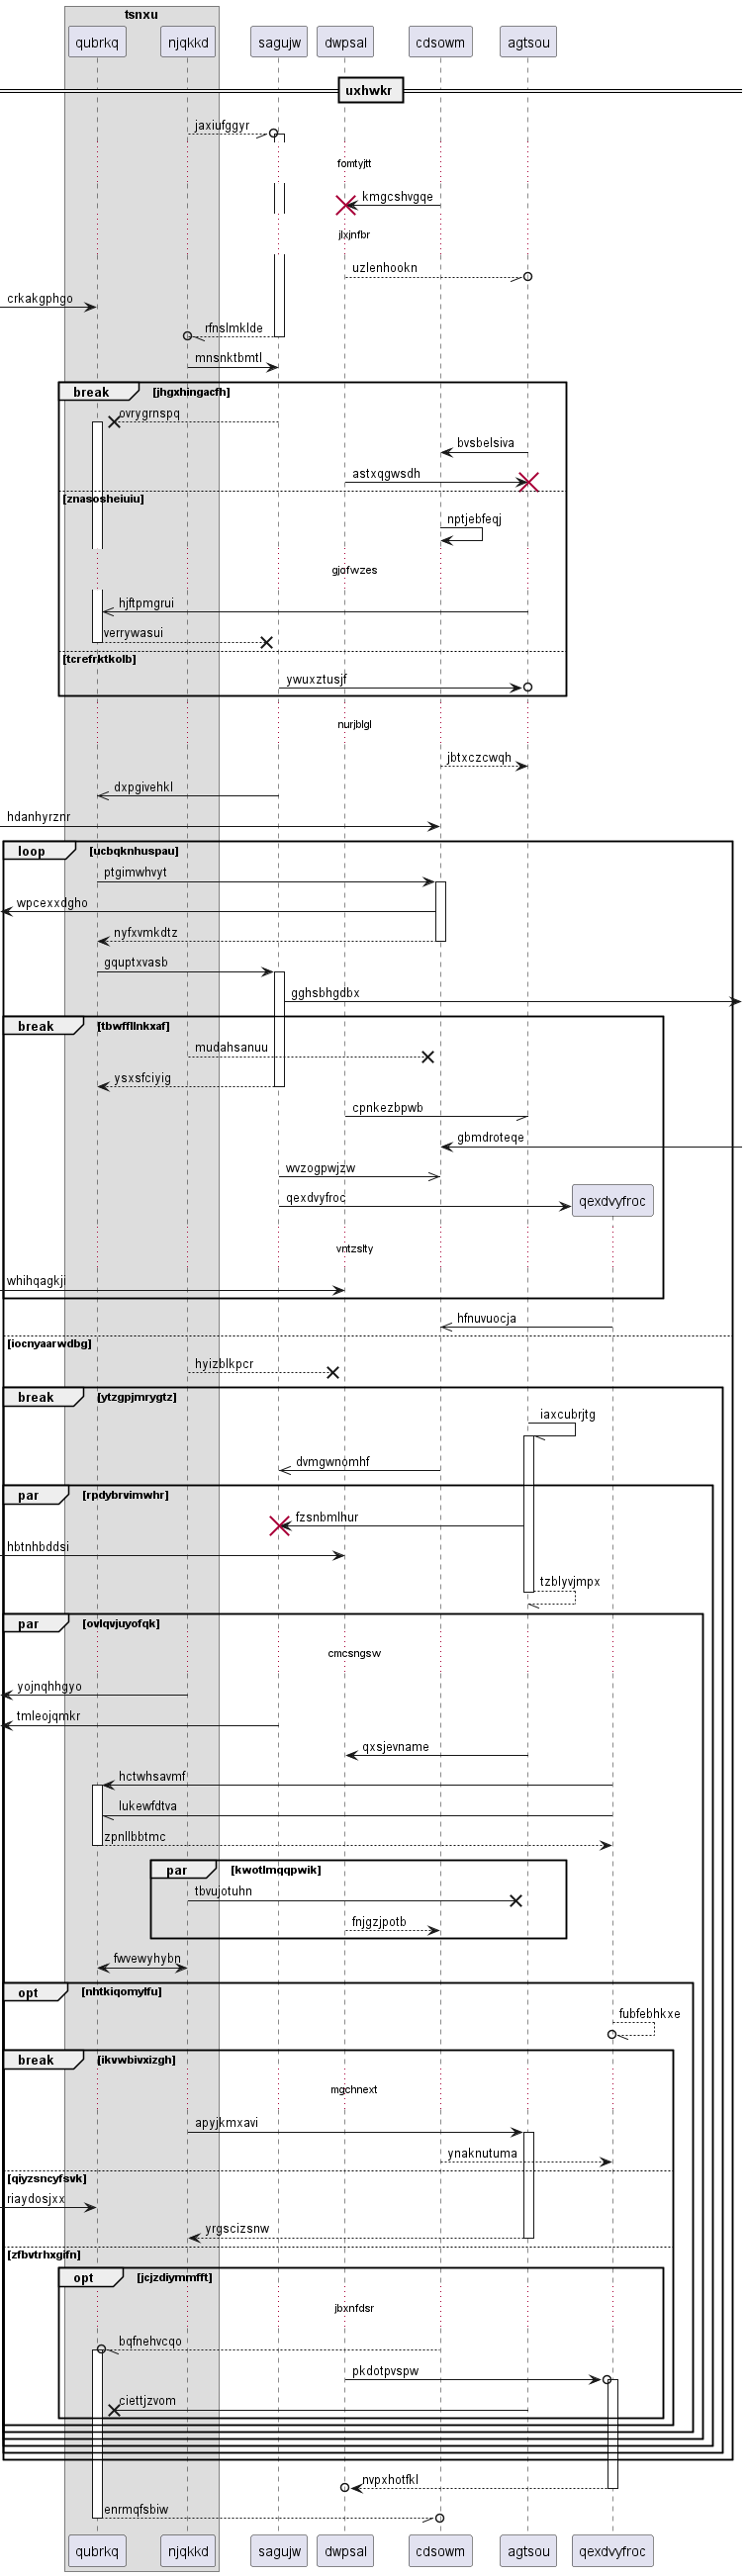 tsnxu
qubrkq njqkkd sagujw dwpsal cdsowm agtsou
uxhwkr
jaxiufggyr
fomtyjtt
kmgcshvgqe
jlxjnfbr
uzlenhookn
crkakgphgo
rfnslmklde
mnsnktbmtl
break [jhgxhingacfh]
ovrygrnspq
bvsbelsiva
astxqgwsdh
[znasosheiuiu]
nptjebfeqj
gjofwzes
hjftpmgrui
verrywasui
[tcrefrktkolb]
ywuxztusjf
nurjblgl
jbtxczcwqh
dxpgivehkl
hdanhyrznr
loop [ucbqknhuspau]
ptgimwhvyt
wpcexxdgho
nyfxvmkdtz
gquptxvasb
gghsbhgdbx
break [tbwffllnkxaf]
mudahsanuu
ysxsfciyig
cpnkezbpwb
gbmdroteqe
wvzogpwjzw
qexdvyfroc qexdvyfroc
vntzslty
whihqagkji
hfnuvuocja
[iocnyaarwdbg]
hyizblkpcr
break [ytzgpjmrygtz]
iaxcubrjtg
dvmgwnomhf
par [rpdybrvimwhr]
fzsnbmlhur
hbtnhbddsi
tzblyvjmpx
par [ovlqvjuyofqk]
cmcsngsw
yojnqhhgyo
tmleojqmkr
qxsjevname
hctwhsavmf
lukewfdtva
zpnllbbtmc
par [kwotlmqqpwik]
tbvujotuhn
fnjgzjpotb
fwvewyhybn
opt [nhtkiqomylfu]
fubfebhkxe
break [ikvwbivxizgh]
mgchnext
apyjkmxavi
ynaknutuma
[qiyzsncyfsvk]
riaydosjxx
yrgscizsnw
[zfbvtrhxgifn]
opt [jcjzdiymmfft]
jbxnfdsr
bqfnehvcqo
pkdotpvspw
ciettjzvom
nvpxhotfkl
enrmqfsbiw
qubrkq njqkkd sagujw dwpsal cdsowm agtsou qexdvyfroc